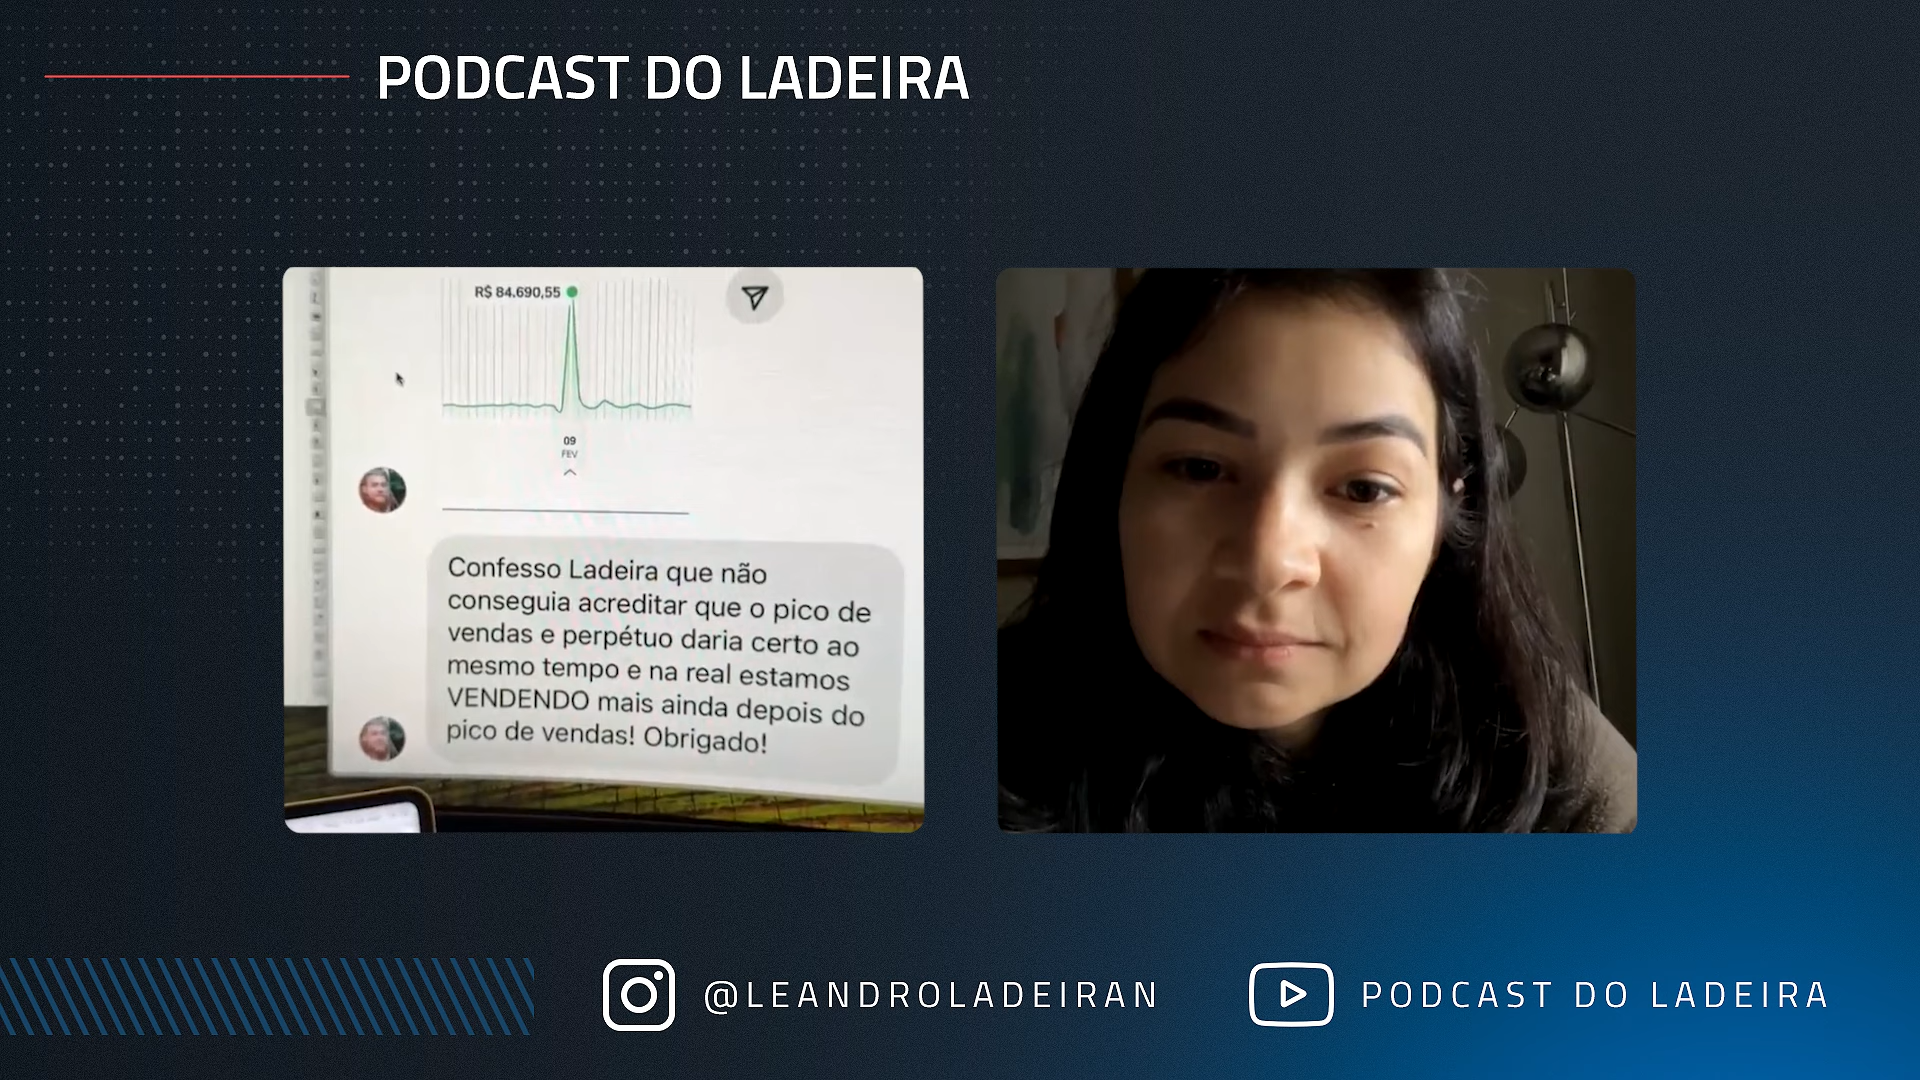 PODCAST DO LADEIRA
R$ 84.690,55
09
FEV
Confesso Ladeira que não
conseguia acreditar que o pico de
vendas e perpétuo daria certo ao
mesmo tempo e na real estamos
VENDENDO mais ainda depois do
pico de vendas! Obrigado!
@LEANDROLADEIRAN
PODCAST DO LADEIRA